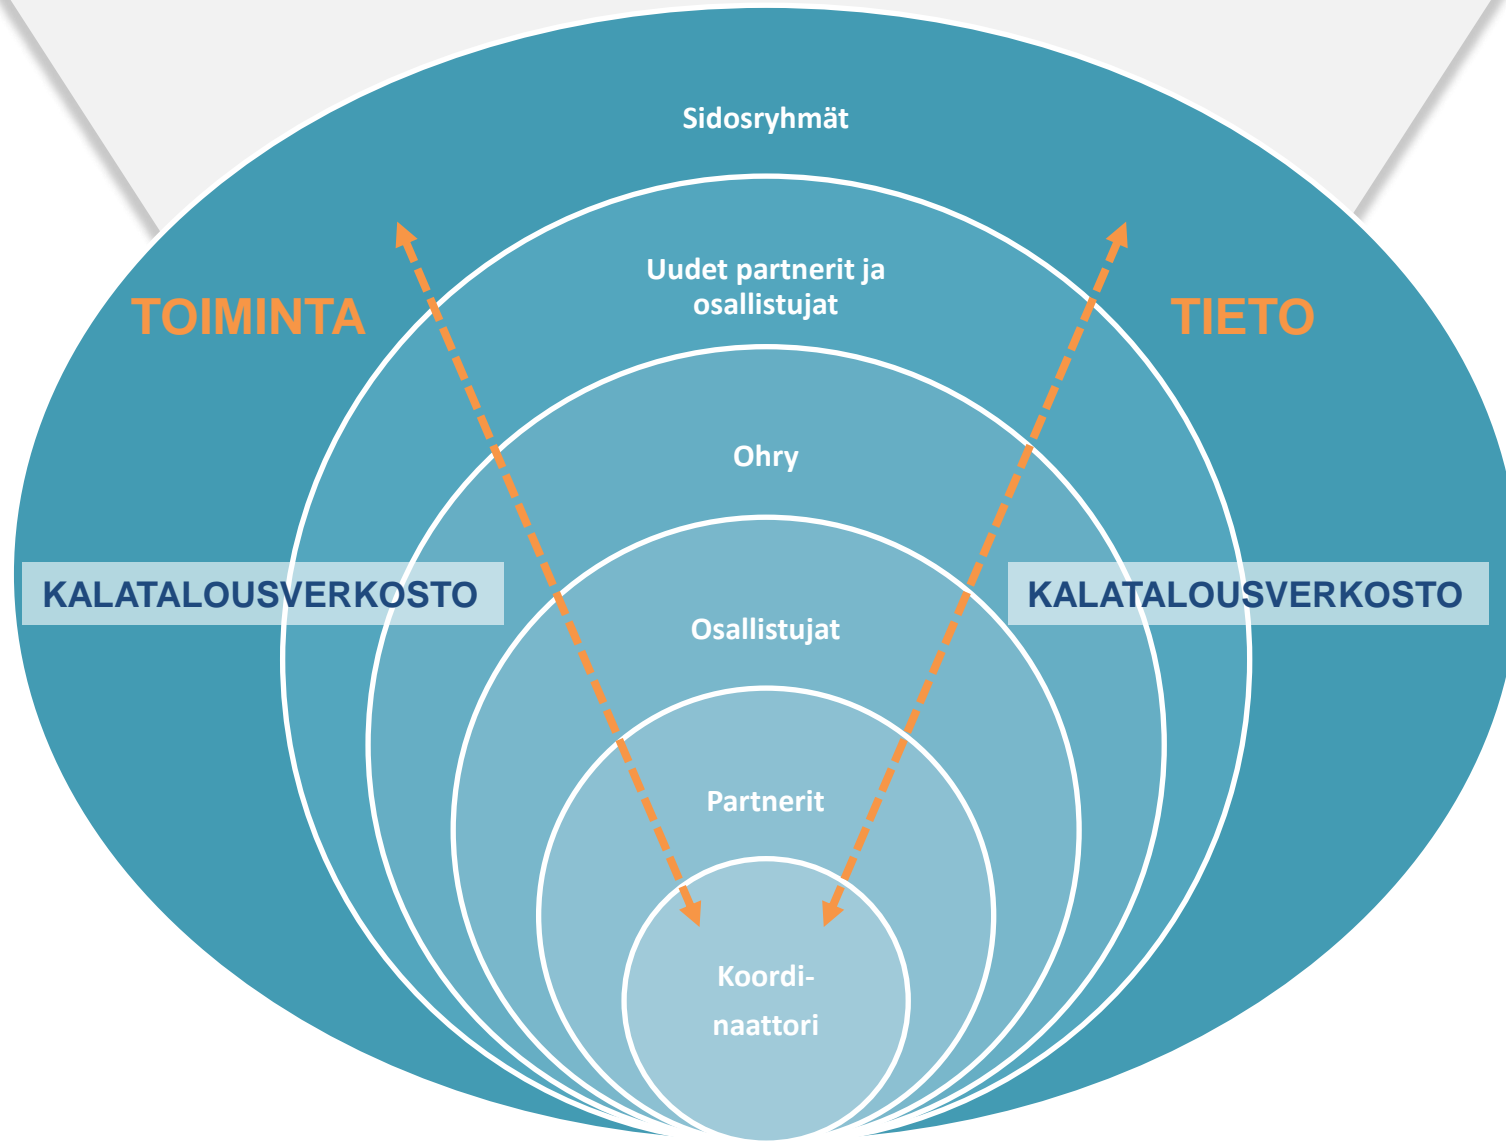 Sidosryhmät
Uudet partnerit ja
osallistujat
TOIMINTA
TIETO
Ohry
KALATALOUSVERKOSTO
KALATALOUSVERKOSTO
Osallistujat
Partnerit
Koordi-
naattori